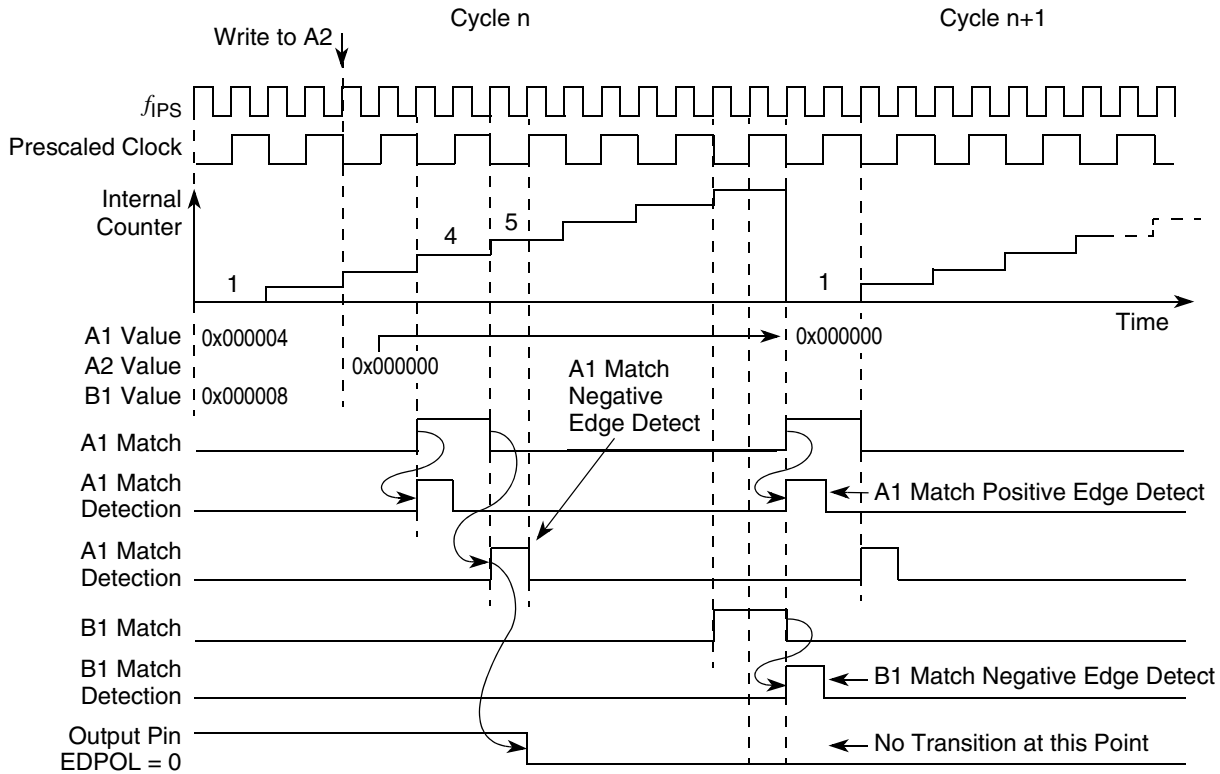 Cycle n
Cycle n+1
Write to A2
fIPS
Prescaled Clock
Internal
Counter
1
4
5
1
Time
A1 Value
0x000004
0x000000
A2 Value
0x000000
B1 Value
0x000008
A1 Match
Negative
Edge Detect
A1 Match
A1 Match
Detection
A1 Match Positive Edge Detect
A1 Match
Detection
B1 Match
B1 Match
Detection
B1 Match Negative Edge Detect
Output Pin
EDPOL = 0
No Transition at this Point